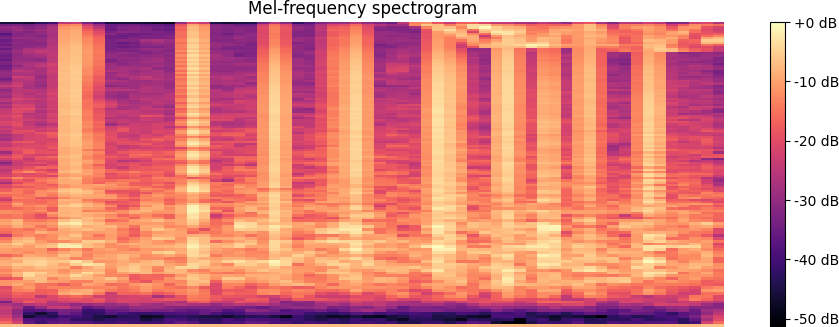 Mel-frequency spectrogram
+0 dB
-10 dB
-20 dB
-30 dB
-40 dB
-50 dB